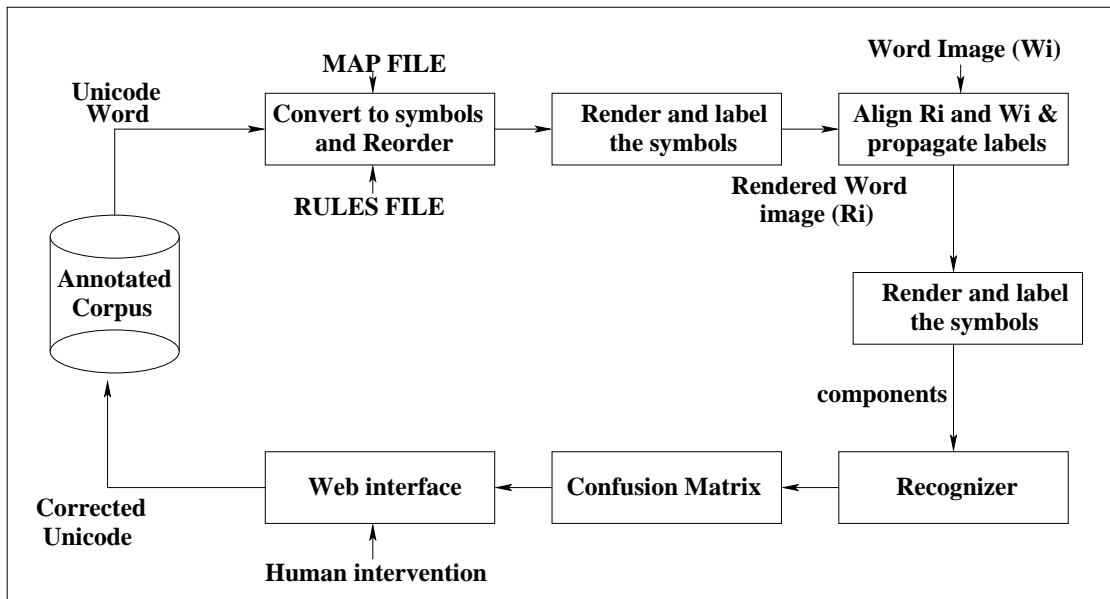 Word Image (Wi)
MAP FILE
Unicode
Word
Convert to symbols
and Reorder
Render and label
the symbols
Align Ri and Wi &
propagate labels
RULES FILE
Rendered Word
image (Ri)
Annotated
Corpus
Render and label
the symbols
components
Web interface
Confusion Matrix
Recognizer
Corrected
Unicode
Human intervention